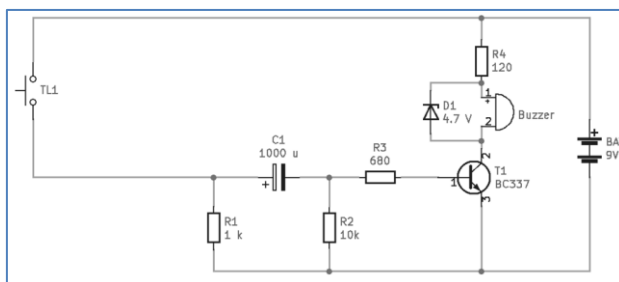 R4
120
TL1
D1
4.7 V
1
+
2
Buzzer
C1
1000 u
+
R3
680
2
T1
BC337
1
3
+
BA
9V
R1
1 k
R2
10k